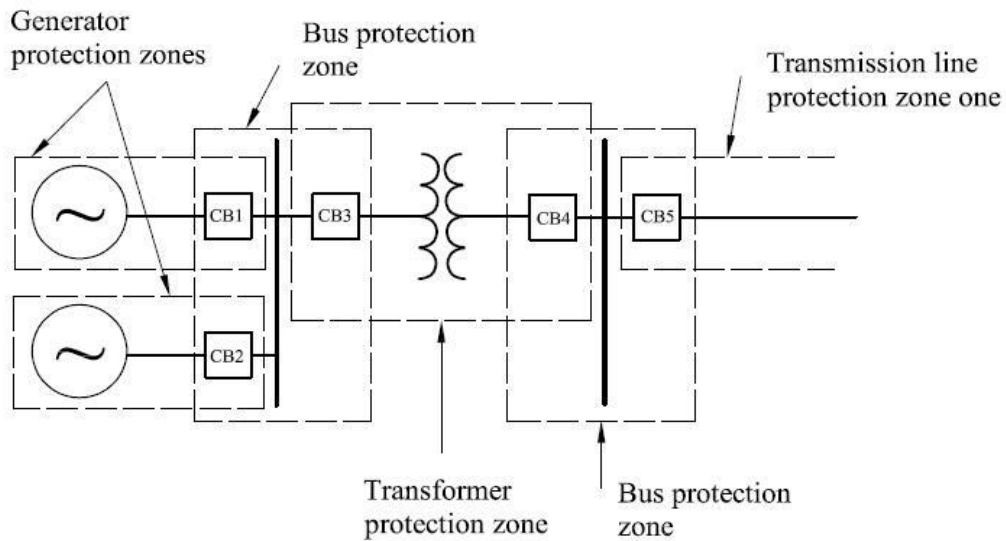 Generator
protection zones
Bus protection
zone
Transmission line
protection zone one
CB1
CB3
CB4
CB5
CB2
Transformer
protection zone
Bus protection
zone